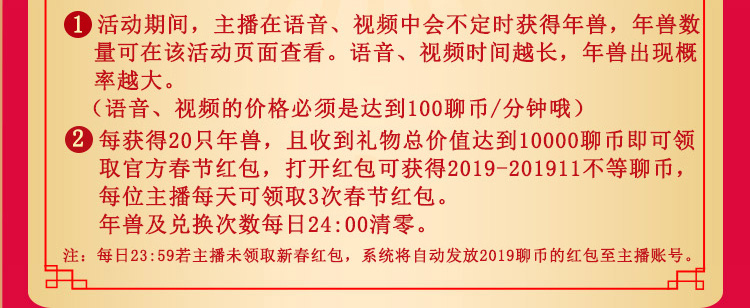 ❶活动期间，主播在语音、视频中会不定时获得年兽，年兽数
量可在该活动页面查看。语音、视频时间越长，年兽出现概
率越大。
（语音、视频的价格必须是达到100聊币/分钟哦）
❷每获得20只年兽，且收到礼物总价值达到10000聊币即可领
取官方春节红包，打开红包可获得2019-201911不等聊币，
每位主播每天可领取3次春节红包。
年兽及兑换次数每日24:00清零。
注：每日23:59若主播未领取新春红包，系统将自动发放2019聊币的红包至主播账号。